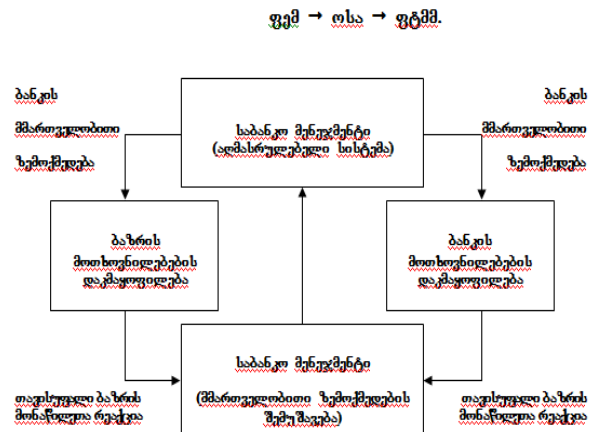 ფემ → ოსა → ფტმმ.
ბანკის
მმართველობითი
ზემოქმედება
საბანკო მენეჯმენტი
(აღმასრულებელი სისტემა)
ბანკის
მმართველობითი
ზემოქმედება
ბაზრის
მოთხოვნილებების
დაკმაყოფილება
ბანკის
მოთხოვნილებების
დაკმაყოფილება
საბანკო მენეჯმენტი
(მმართველობითი ზემოქმედების
შემუშავება)
თავისუფალი ბაზრის
მონაწილეთა რეაქცია
თავისუფალი ბაზრის
მონაწილეთა რეაქცია